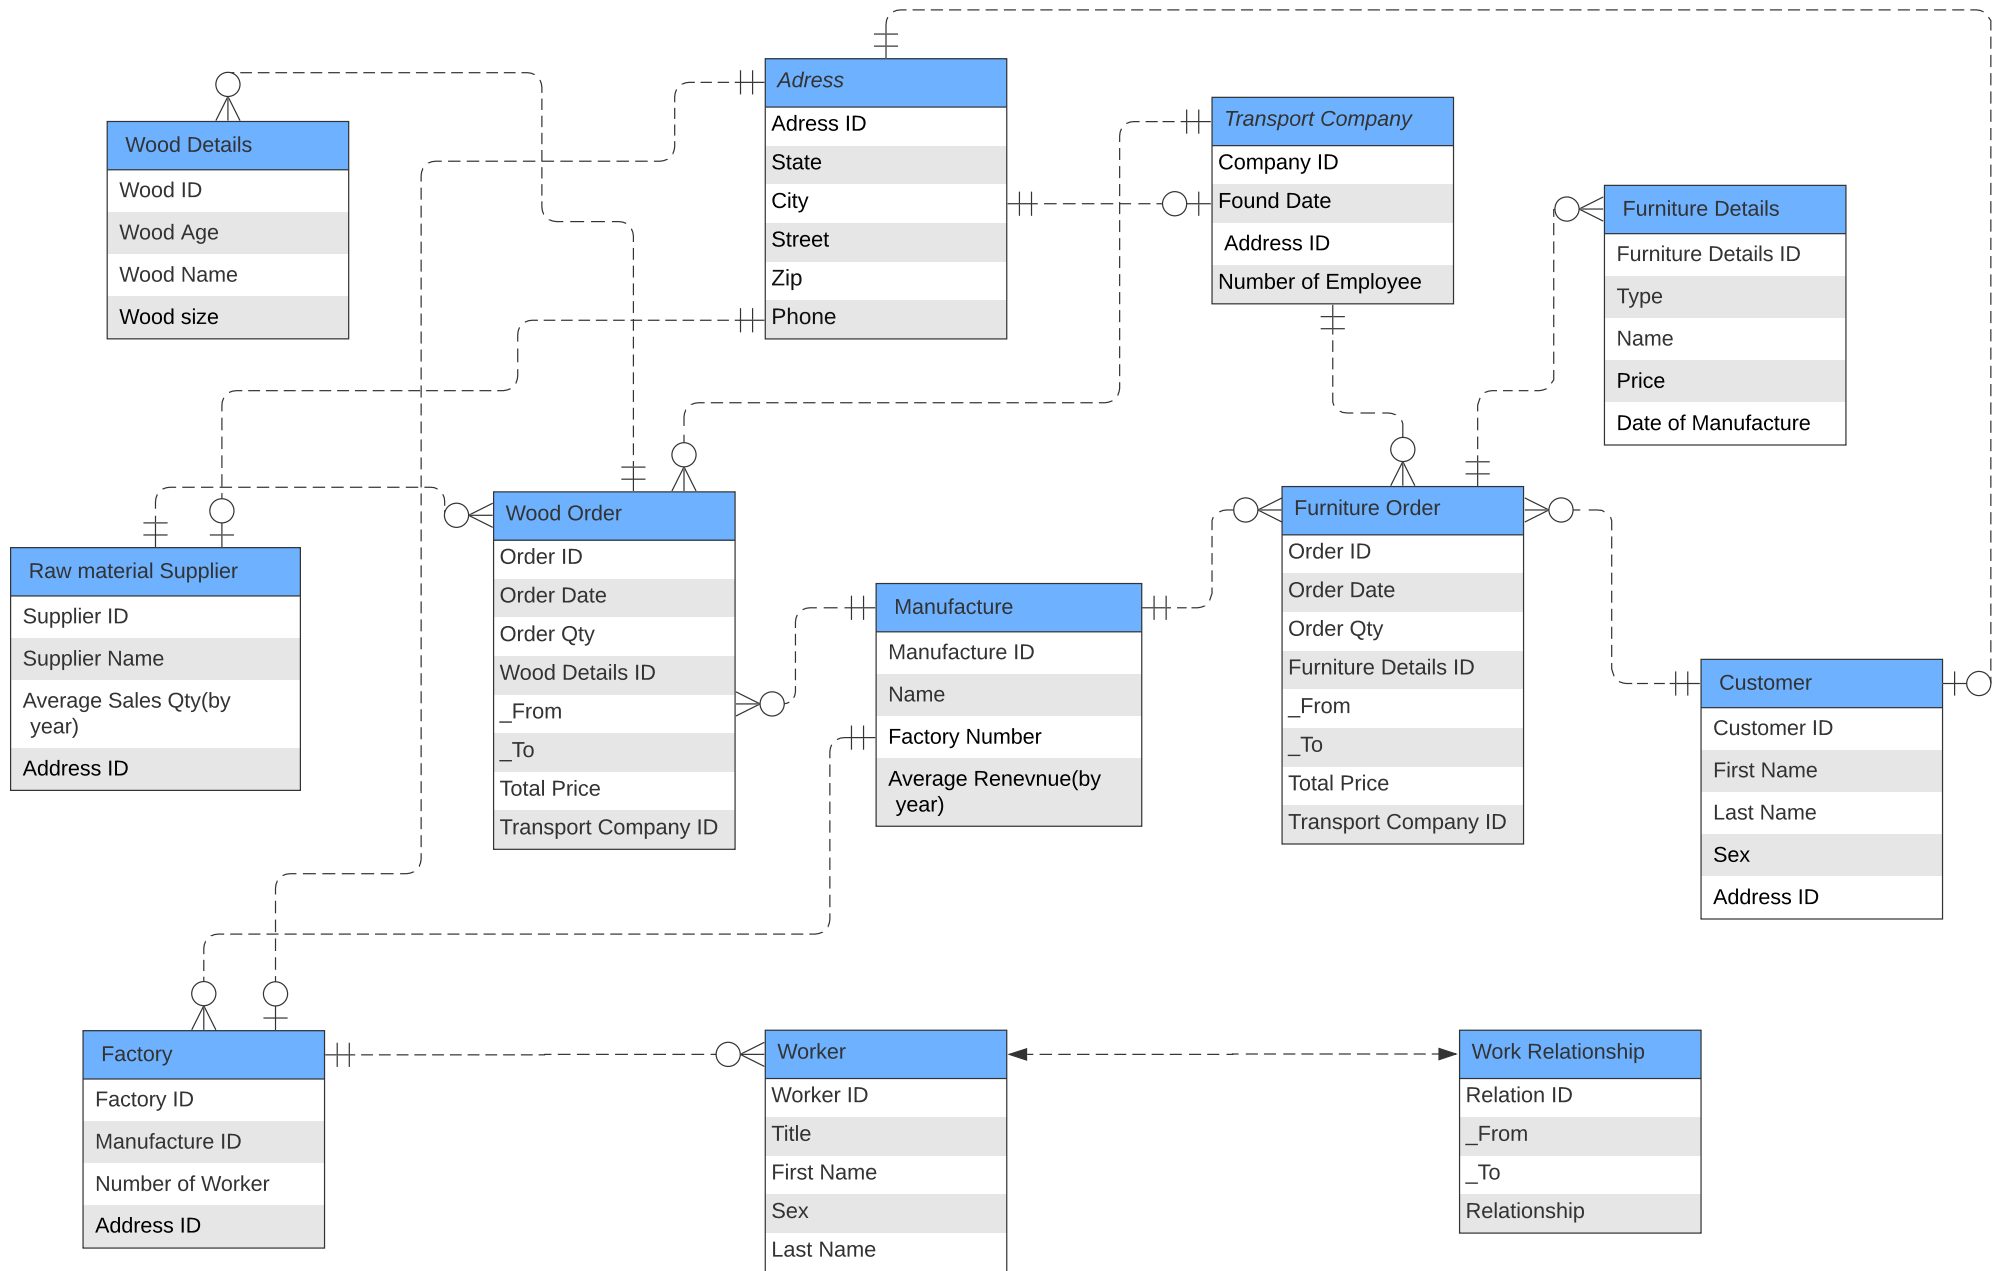 Adress
Adress ID
State
City
Street
Zip
Phone
Transport Company
Company ID
Found Date
Address ID
Number of Employee
Wood Details
Wood ID
Wood Age
Wood Name
Wood size
Furniture Details
Furniture Details ID
Type
Name
Price
Date of Manufacture
Raw material Supplier
Supplier ID
Supplier Name
Average Sales Qty(by
year)
Address ID
Wood Order
Order ID
Order Date
Order Qty
Wood Details ID
_From
_To
Total Price
Transport Company ID
Manufacture
Manufacture ID
Name
Factory Number
Average Renevnue(by
year)
Furniture Order
Order ID
Order Date
Order Qty
Furniture Details ID
_From
_To
Total Price
Transport Company ID
Customer
Customer ID
First Name
Last Name
Sex
Address ID
Factory
Factory ID
Manufacture ID
Number of Worker
Address ID
Worker
Worker ID
Title
First Name
Sex
Last Name
Work Relationship
Relation ID
_From
_To
Relationship